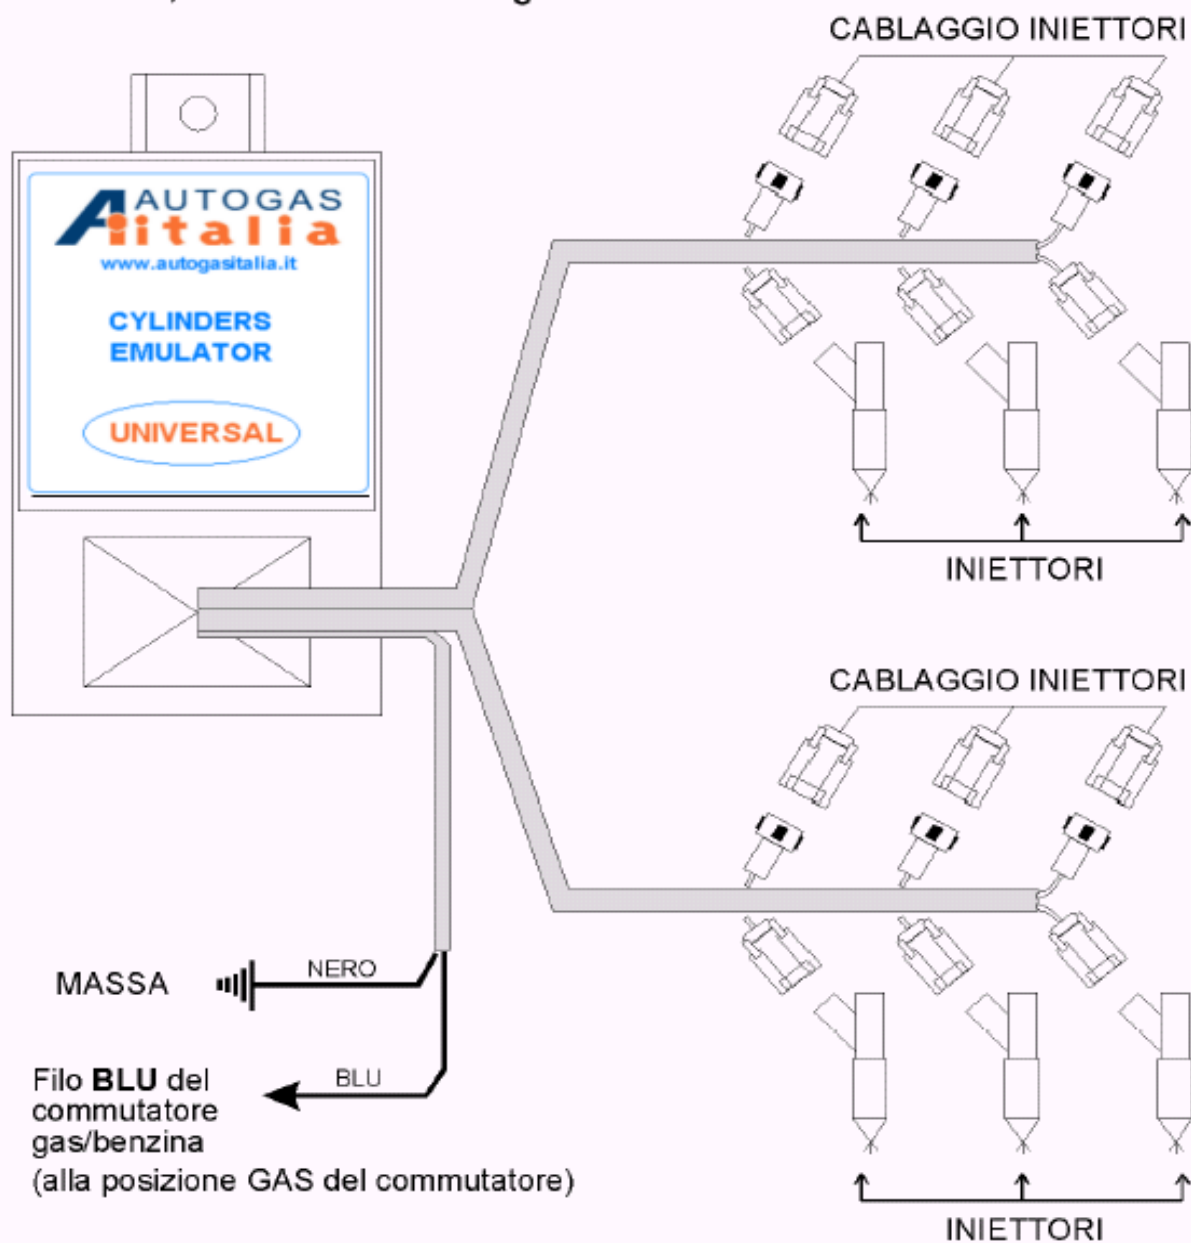 CABLAGGIO INIETTORI
AUTOGAS
italia
www.autogasitalia.it
CYLINDERS
EMULATOR
UNIVERSAL
INIETTORI
CABLAGGIO INIETTORI
MASSA
NERO
Filo BLU del
commutatore
gas/benzina
(alla posizione GAS del commutatore)
BLU
INIETTORI